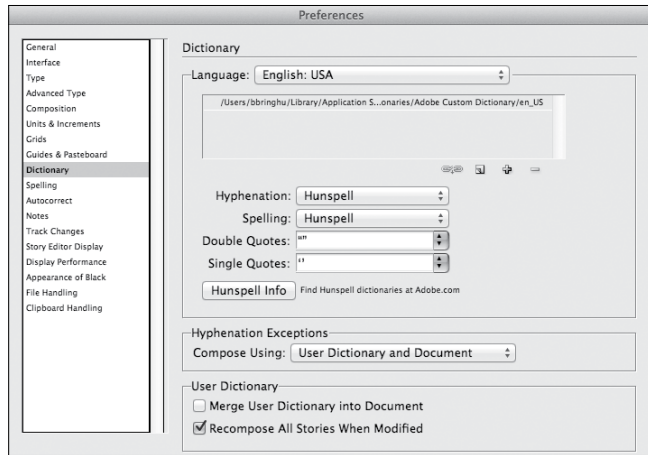 Preferences
General
Interface
Type
Advanced Type
Composition
Units & Increments
Grids
Guides & Pasteboard
Dictionary
Spelling
Autocorrect
Notes
Track Changes
Story Editor Display
Display Performance
Appearance of Black
File Handling
Clipboard Handling
Dictionary
Language: English: USA
/Users/bbringhu/Library/Application S...onaries/Adobe Custom Dictionary/en_US
Hyphenation: Hunspell
Spelling: Hunspell
Double Quotes: “”
Single Quotes: ‘’
Hunspell Info Find Hunspell dictionaries at Adobe.com
Hyphenation Exceptions
Compose Using: User Dictionary and Document
User Dictionary
Merge User Dictionary into Document
Recompose All Stories When Modified